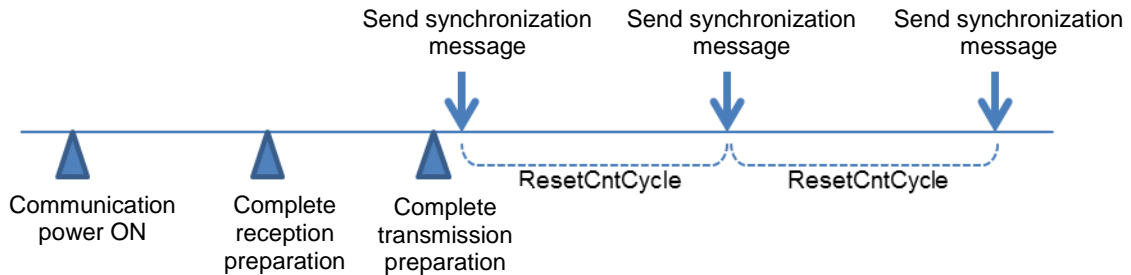 Send synchronization
message
Send synchronization
message
Send synchronization
message
ResetCntCycle
ResetCntCycle
Communication
power ON
Complete
reception
preparation
Complete
transmission
preparation